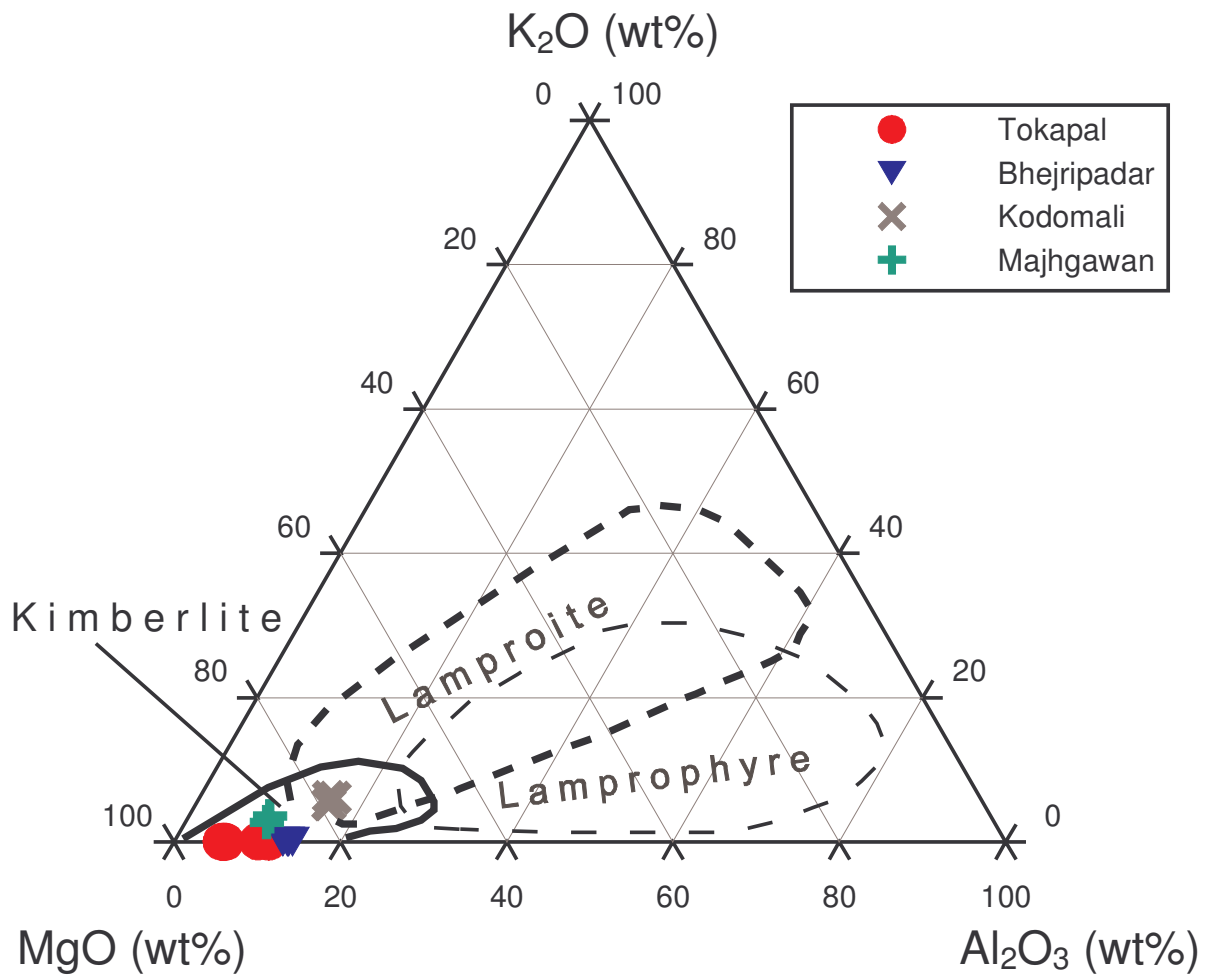 K₂O (wt%)
0 100
Tokapal
Bhejripadar
Kodomali
Majhgawan
20 80
40 60
60 40
Kimberlite
Lamproite
80 20
Lamprophyre
100 0
0 20 40 60 80 100
MgO (wt%) Al₂O₃ (wt%)